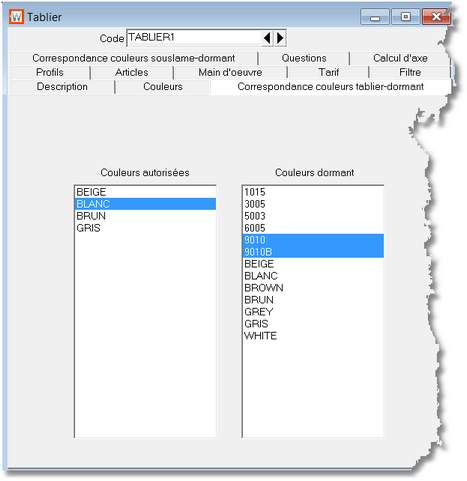 Tablier
Code TABLIER1
Correspondance couleurs souslame-dormant Questions Calcul d'axe
Profils Articles Main d'oeuvre Tarif Filtre
Description Couleurs Correspondance couleurs tablier-dormant
Couleurs autorisées
BEIGE
BLANC
BRUN
GRIS
Couleurs dormant
1015
3005
5003
6005
9010
9010B
BEIGE
BLANC
BROWN
BRUN
GREY
GRIS
WHITE